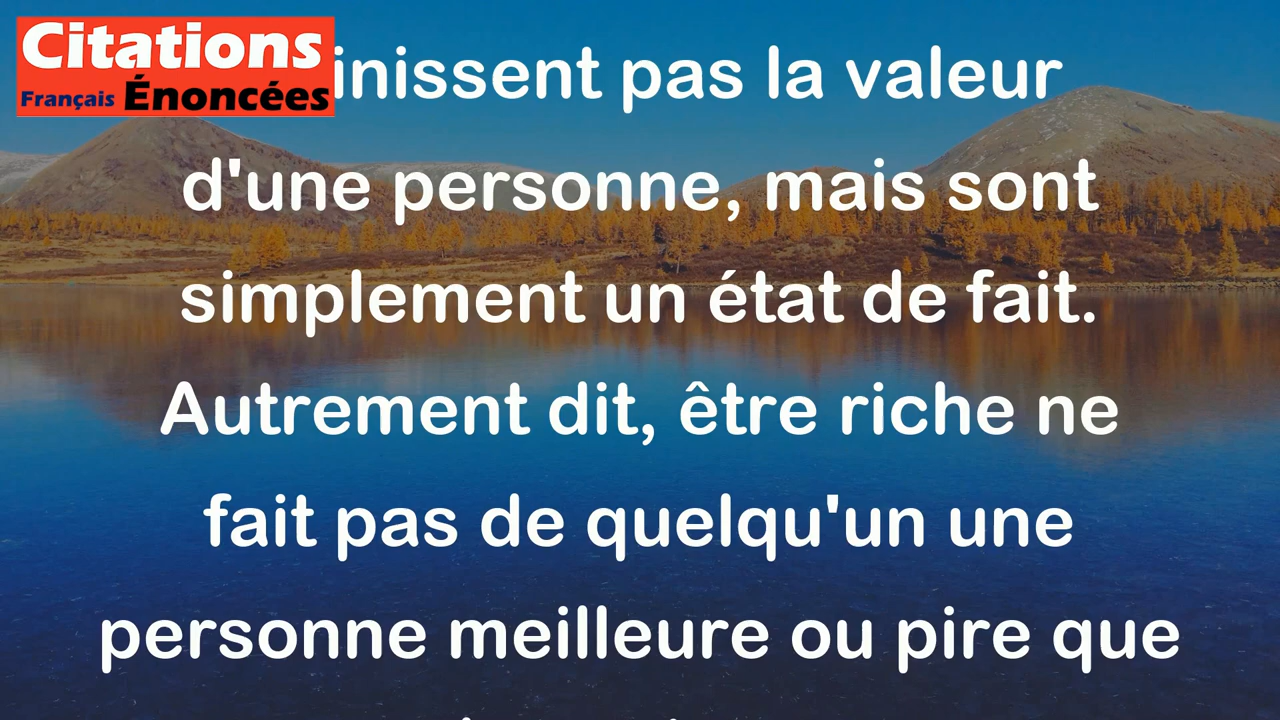 Citations
Français Énoncées
inissent pas la valeur
d'une personne, mais sont
simplement un état de fait.
Autrement dit, être riche ne
fait pas de quelqu'un une
personne meilleure ou pire que